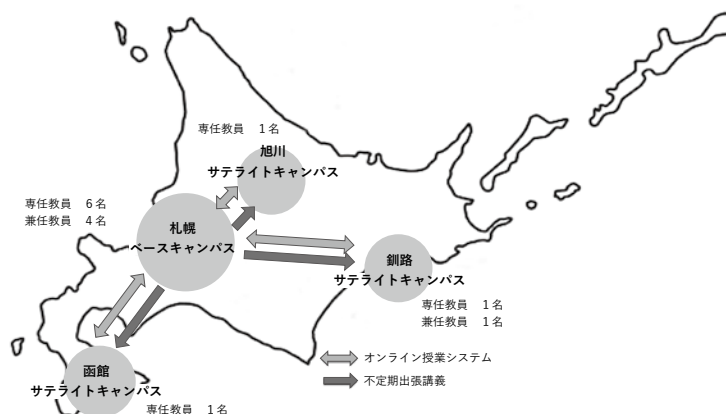 専任教員 1名
旭川
サテライトキャンパス
専任教員 6名
兼任教員 4名
札幌
ベースキャンパス
釧路
サテライトキャンパス
専任教員 1名
兼任教員 1名
オンライン授業システム
不定期出張講義
函館
サテライトキャンパス
専任教員 1名